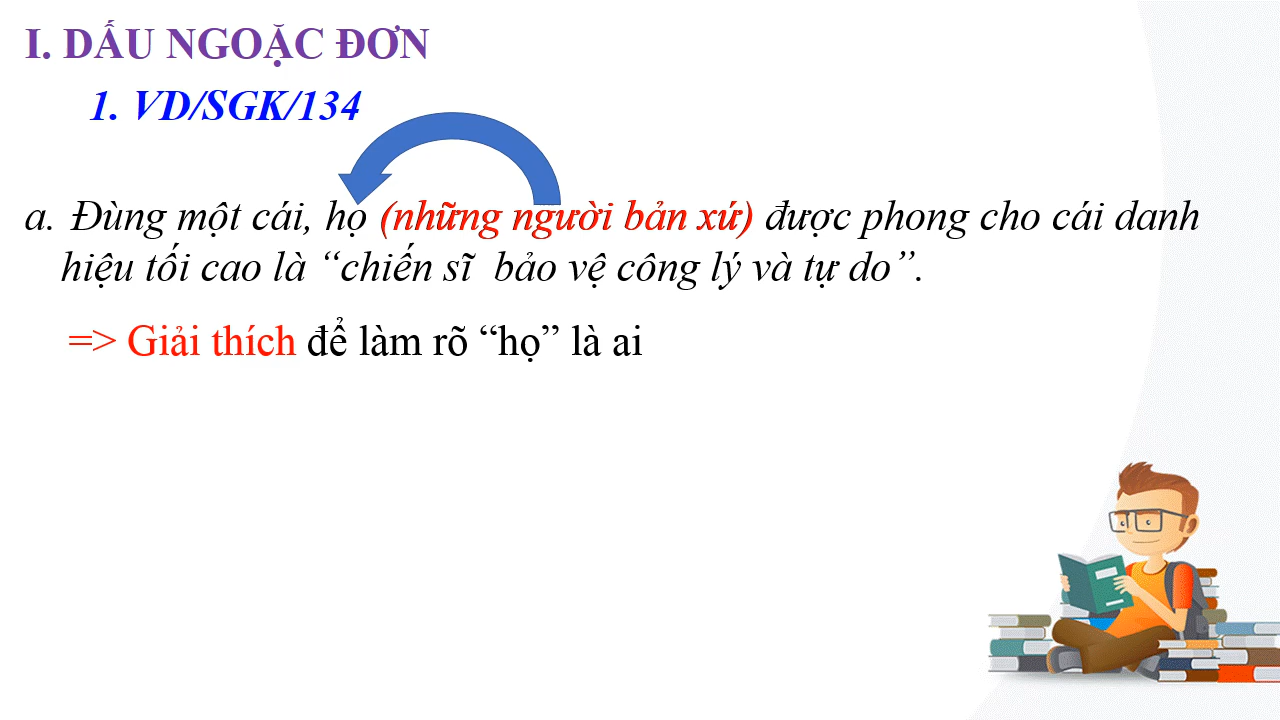 I. DẤU NGOẶC ĐƠN
1. VD/SGK/134
a. Đùng một cái, họ (những người bản xứ) được phong cho cái danh
hiệu tối cao là “chiến sĩ bảo vệ công lý và tự do”.
=> Giải thích để làm rõ “họ” là ai